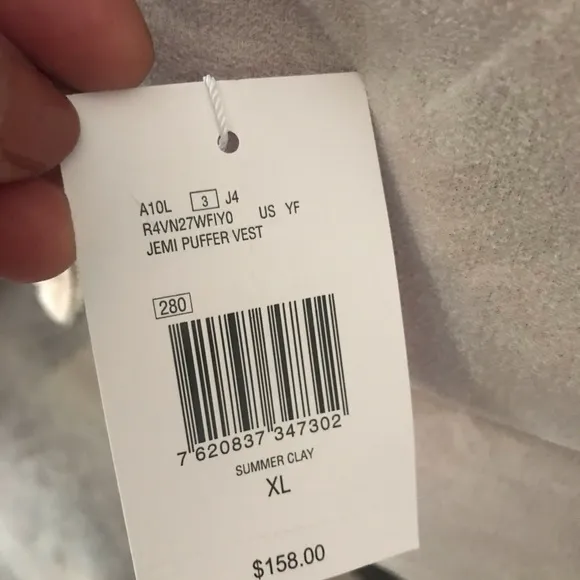 A10L 3 J4
R4VN27WFIY0 US YF
JEMI PUFFER VEST
280
7 620837 347302
SUMMER CLAY
XL
$158.00